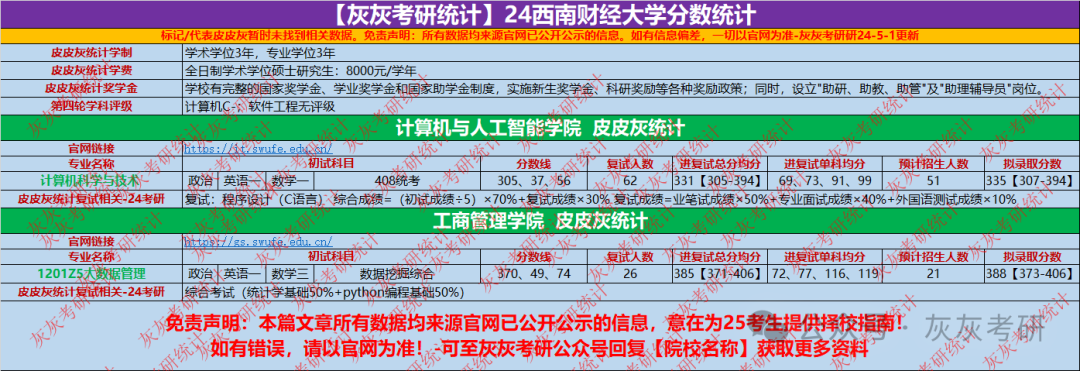 【灰灰考研统计】24西南财经大学分数统计
标记/代表皮皮灰暂时未找到相关数据。免责声明：所有数据均来源官网已公开公示的信息。如有信息偏差，一切以官网为准-灰灰考研研24-5-1更新
皮皮灰统计学制 学术学位3年，专业学位3年
皮皮灰统计学费 全日制学术学位硕士研究生：8000元/学年
皮皮灰统计奖学金 学校有完整的国家奖学金、学业奖学金和国家助学金制度，实施新生奖学金、科研奖励等各种奖励政策；同时，设立"助研、助教、助管"及"助理辅导员"岗位。
第四轮学科评级 计算机C-；软件工程无评级
计算机与人工智能学院 皮皮灰统计
官网链接 https://it.swufe.edu.cn/
专业名称 初试科目 分数线 复试人数 进复试总分均分 进复试单科均分 预计招生人数 拟录取分数
计算机科学与技术 政治 英语一 数学一 408统考 305、37、56 62 331【305-394】 69、73、91、99 51 335【307-394】
皮皮灰统计复试相关-24考研 复试：程序设计（C语言） 综合成绩=（初试成绩÷5）×70%+复试成绩×30% 复试成绩=业笔试成绩×50%+专业面试成绩×40%+外国语测试成绩×10%
工商管理学院 皮皮灰统计
官网链接 https://gs.swufe.edu.cn/
专业名称 初试科目 分数线 复试人数 进复试总分均分 进复试单科均分 预计招生人数 拟录取分数
1201Z5大数据管理 政治 英语一 数学三 数据挖掘综合 370、49、74 26 385【371-406】 72、77、116、119 21 388【373-406】
皮皮灰统计复试相关-24考研 综合考试（统计学基础50%+python编程基础50%）
免责声明：本篇文章所有数据均来源官网已公开公示的信息，意在为25考生提供择校指南！
如有错误，请以官网为准！-可至灰灰考研公众号回复【院校名称】获取更多资料
公众号 · 灰灰考研
灰灰考研统计